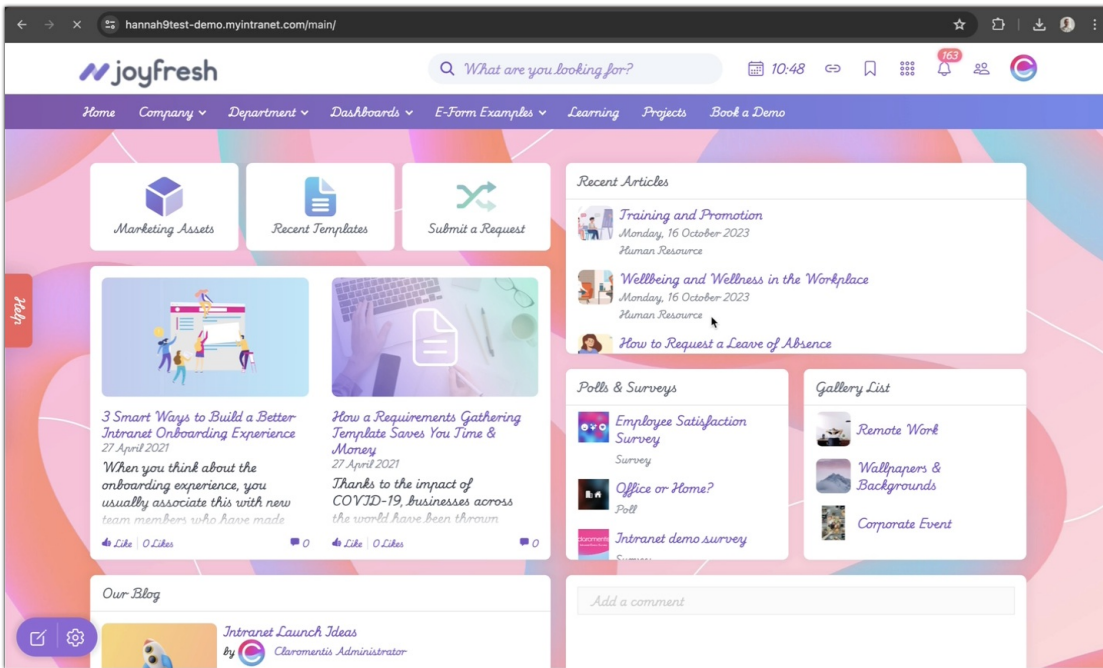 hannah9test-demo.myintranet.com/main/
joyfresh
What are you looking for?
10:48
163
Home Company Department Dashboards E-Form Examples Learning Projects Book a Demo
Marketing Assets
Recent Templates
Submit a Request
Help
3 Smart Ways to Build a Better
Intranet Onboarding Experience
27 April 2021
When you think about the
onboarding experience, you
usually associate this with new
team members who have made
Like 0 Likes
0
How a Requirements Gathering
Template Saves You Time &
Money
27 April 2021
Thanks to the impact of
COVID-19, businesses across
the world have been thrown
Like 0 Likes
0
Our Blog
Intranet Launch Ideas
by Claromentis Administrator
Recent Articles
Training and Promotion
Monday, 16 October 2023
Human Resource
Wellbeing and Wellness in the Workplace
Monday, 16 October 2023
Human Resource
How to Request a Leave of Absence
Polls & Surveys
Employee Satisfaction
Survey
Survey
Office or Home?
Poll
claromentis
Intranet demo survey
Survey
Gallery List
Remote Work
Wallpapers &
Backgrounds
Corporate Event
Add a comment